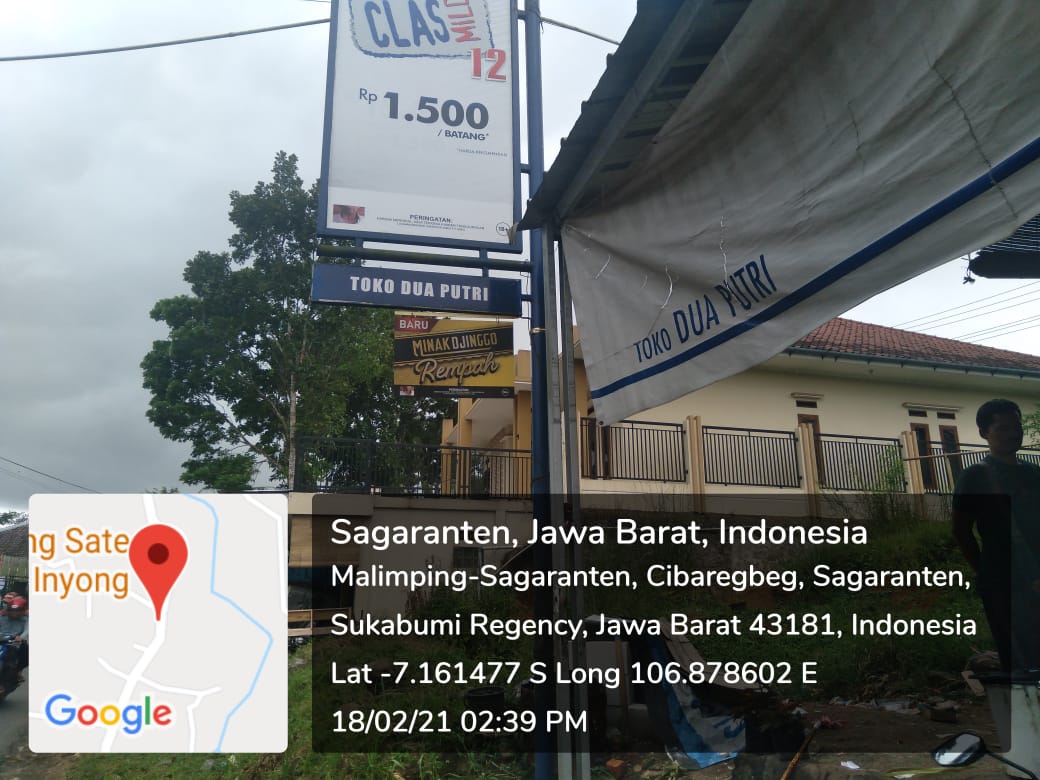 CLAS
MILD
12
Rp 1.500
/ BATANG*
PERINGATAN:
18+
TOKO DUA PUTRI
TOKO DUA PUTRI
BARU
MINAK DJINGGO
Rempah
PERINGATAN
ng Sate
Inyong
Google
Sagaranten, Jawa Barat, Indonesia
Malimping-Sagaranten, Cibaregbeg, Sagaranten,
Sukabumi Regency, Jawa Barat 43181, Indonesia
Lat -7.161477 S Long 106.878602 E
18/02/21 02:39 PM